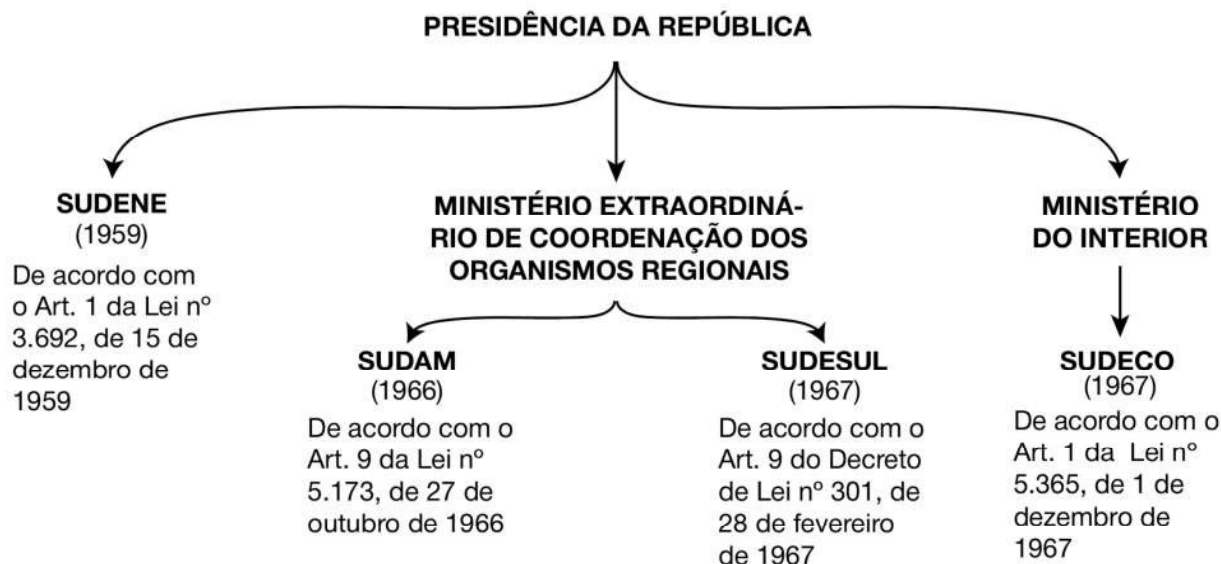 PRESIDÊNCIA DA REPÚBLICA
SUDENE
(1959)
De acordo com
o Art. 1 da Lei nº
3.692, de 15 de
dezembro de
1959
MINISTÉRIO EXTRAORDINÁ-
RIO DE COORDENAÇÃO DOS
ORGANISMOS REGIONAIS
SUDAM
(1966)
De acordo com o
Art. 9 da Lei nº
5.173, de 27 de
outubro de 1966
SUDESUL
(1967)
De acordo com o
Art. 9 do Decreto
de Lei nº 301, de
28 de fevereiro
de 1967
MINISTÉRIO
DO INTERIOR
SUDECO
(1967)
De acordo com o
Art. 1 da Lei nº
5.365, de 1 de
dezembro de
1967